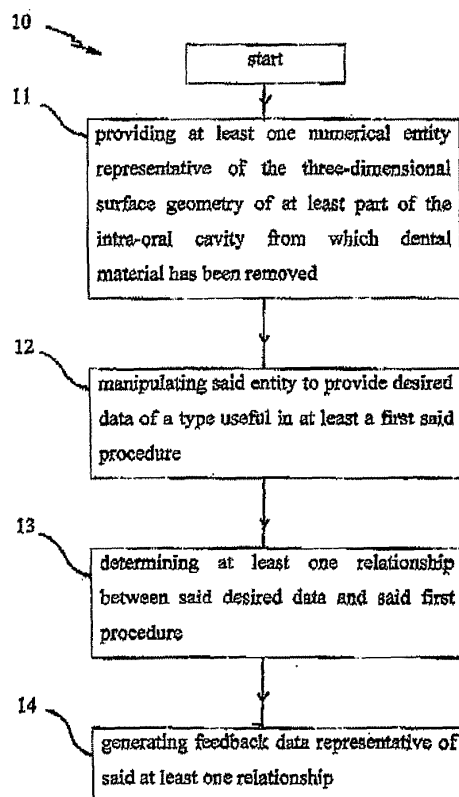 10
start
11
providing at least one numerical entity
representative of the three-dimensional
surface geometry of at least part of the
intra-oral cavity from which dental
material has been removed
12
manipulating said entity to provide desired
data of a type useful in at least a first said
procedure
13
determining at least one relationship
between said desired data and said first
procedure
14
generating feedback data representative of
said at least one relationship